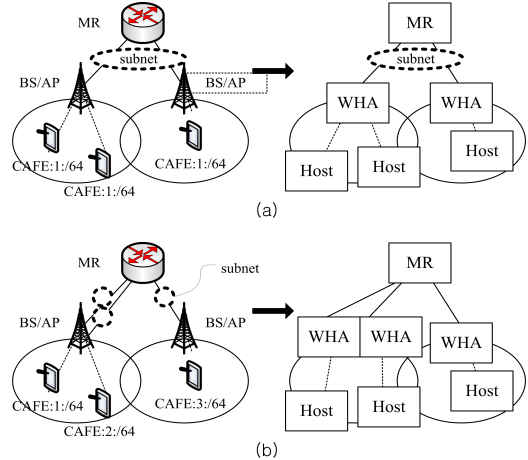 MR
subnet
BS/AP
BS/AP
CAFE:1:/64
CAFE:1:/64
CAFE:1:/64
MR
subnet
WHA
WHA
Host
Host
Host
(a)
MR
subnet
BS/AP
BS/AP
CAFE:1:/64
CAFE:3:/64
CAFE:2:/64
MR
WHA
WHA
WHA
Host
Host
Host
(b)